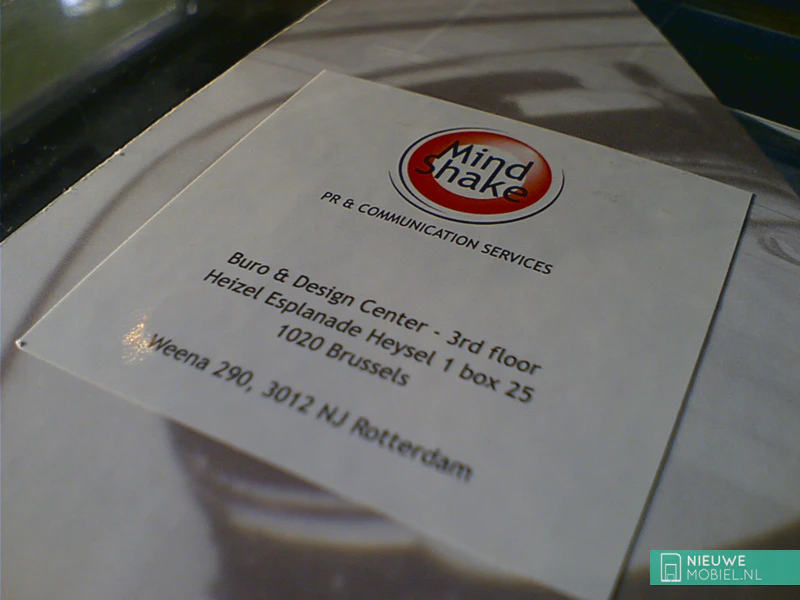 Mind
Shake
PR & COMMUNICATION SERVICES
Buro & Design Center - 3rd floor
Heizel Esplanade Heysel 1 box 25
1020 Brussels
Weena 290, 3012 NJ Rotterdam
NIEUWE
MOBIEL.NL